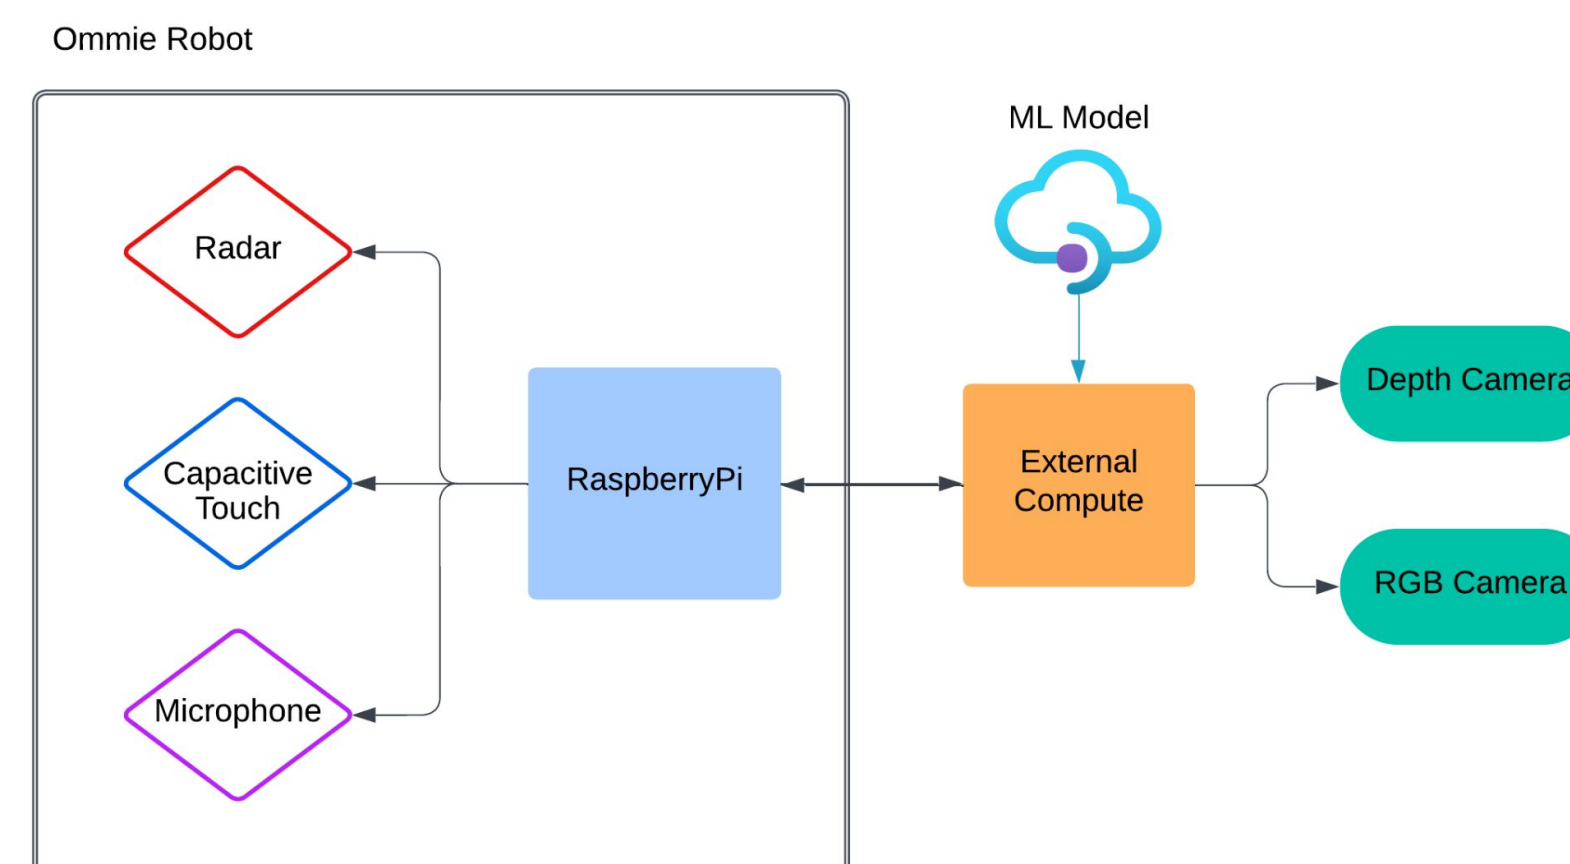 Ommie Robot
ML Model
Radar
Depth Camera
Capacitive
Touch
RaspberryPi
External
Compute
RGB Camera
Microphone